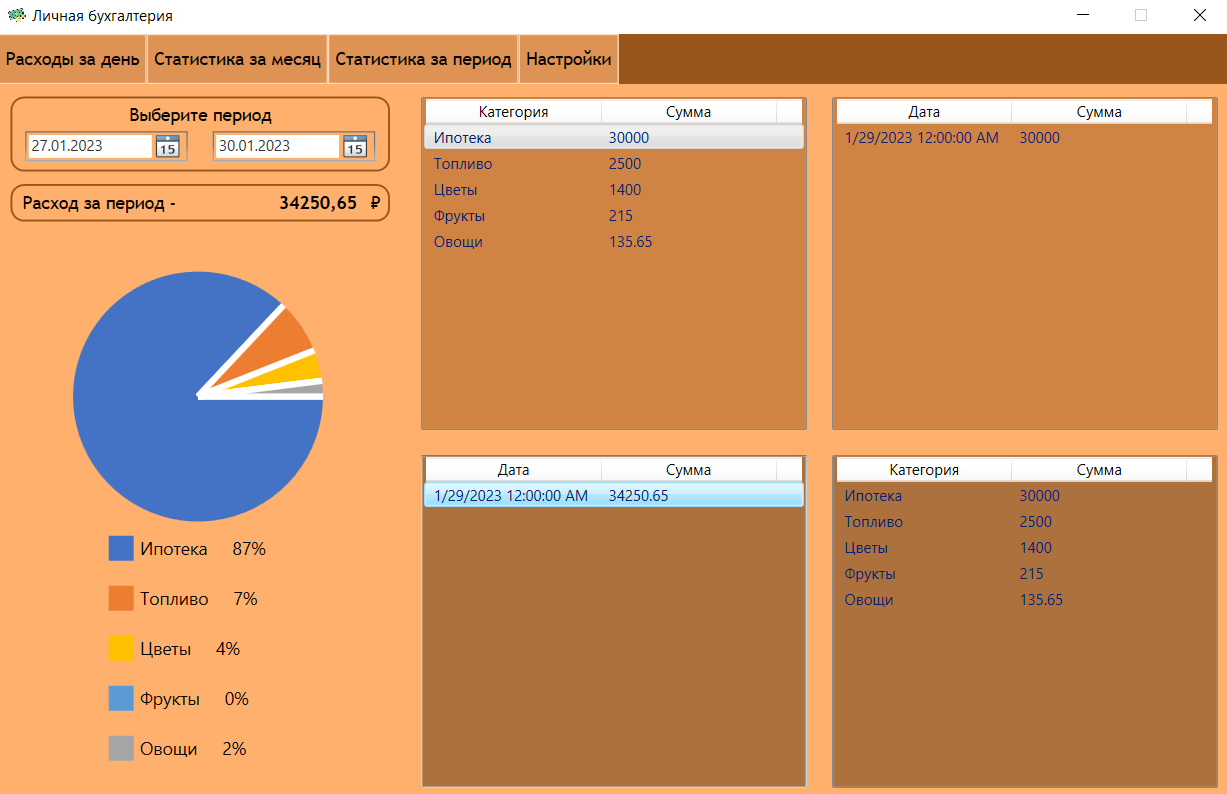 Личная бухгалтерия
Расходы за день Статистика за месяц Статистика за период Настройки
Выберите период
27.01.2023 15 30.01.2023 15
Расход за период - 34250,65 ₽
Ипотека 87%
Топливо 7%
Цветы 4%
Фрукты 0%
Овощи 2%
Категория Сумма
Ипотека 30000
Топливо 2500
Цветы 1400
Фрукты 215
Овощи 135.65
Дата Сумма
1/29/2023 12:00:00 AM 30000
Дата Сумма
1/29/2023 12:00:00 AM 34250.65
Категория Сумма
Ипотека 30000
Топливо 2500
Цветы 1400
Фрукты 215
Овощи 135.65